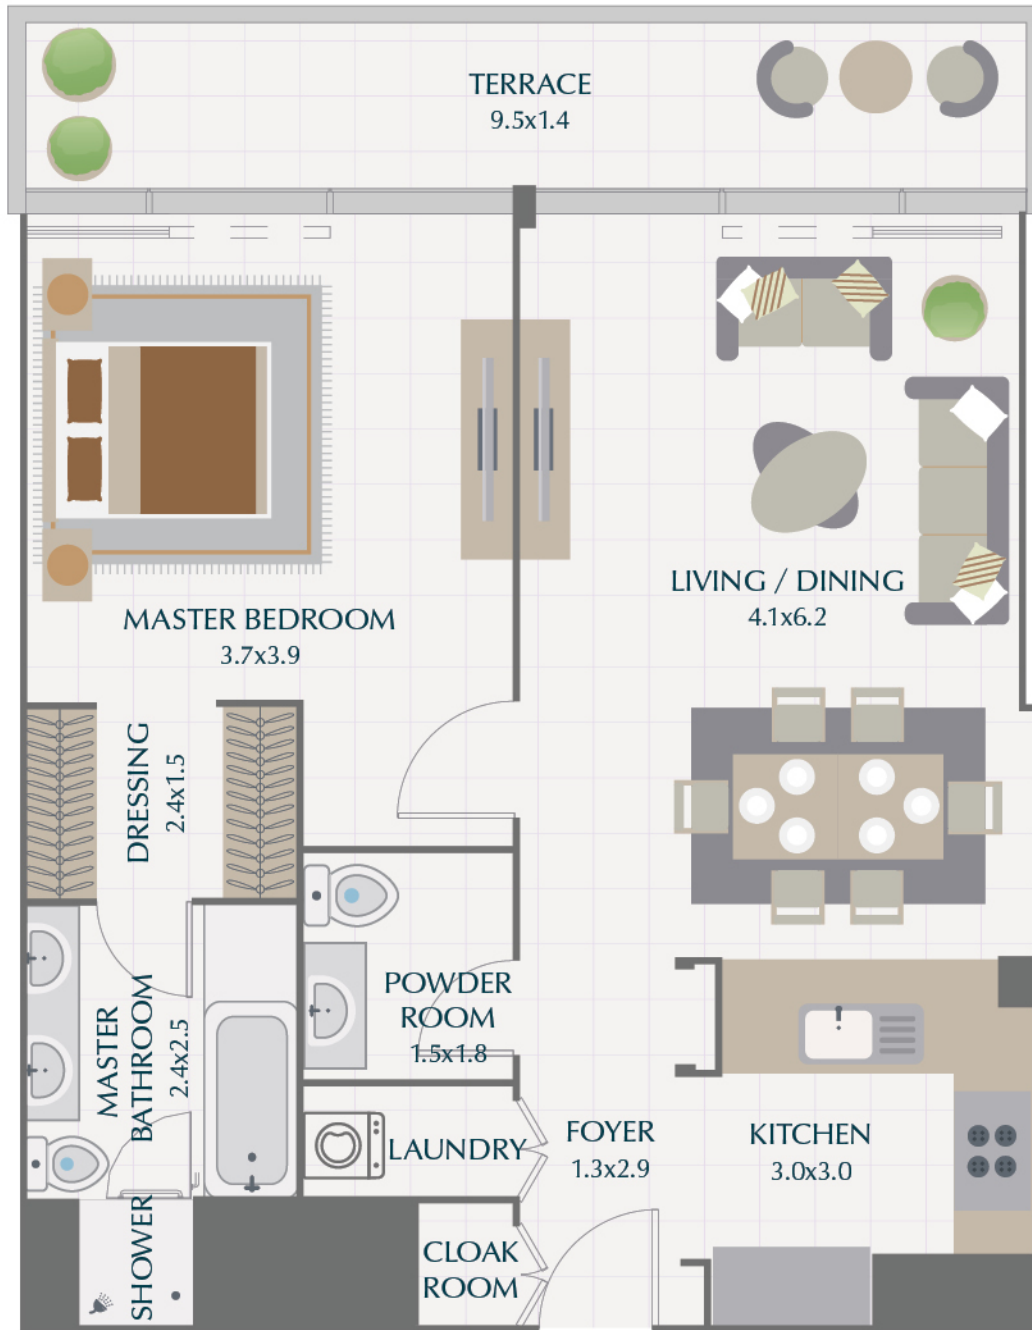 TERRACE
9.5x1.4
LIVING / DINING
4.1x6.2
MASTER BEDROOM
3.7x3.9
DRESSING
2.4x1.5
POWDER
ROOM
1.5x1.8
MASTER
BATHROOM
2.4x2.5
LAUNDRY
FOYER
1.3x2.9
KITCHEN
3.0x3.0
SHOWER
CLOAK
ROOM